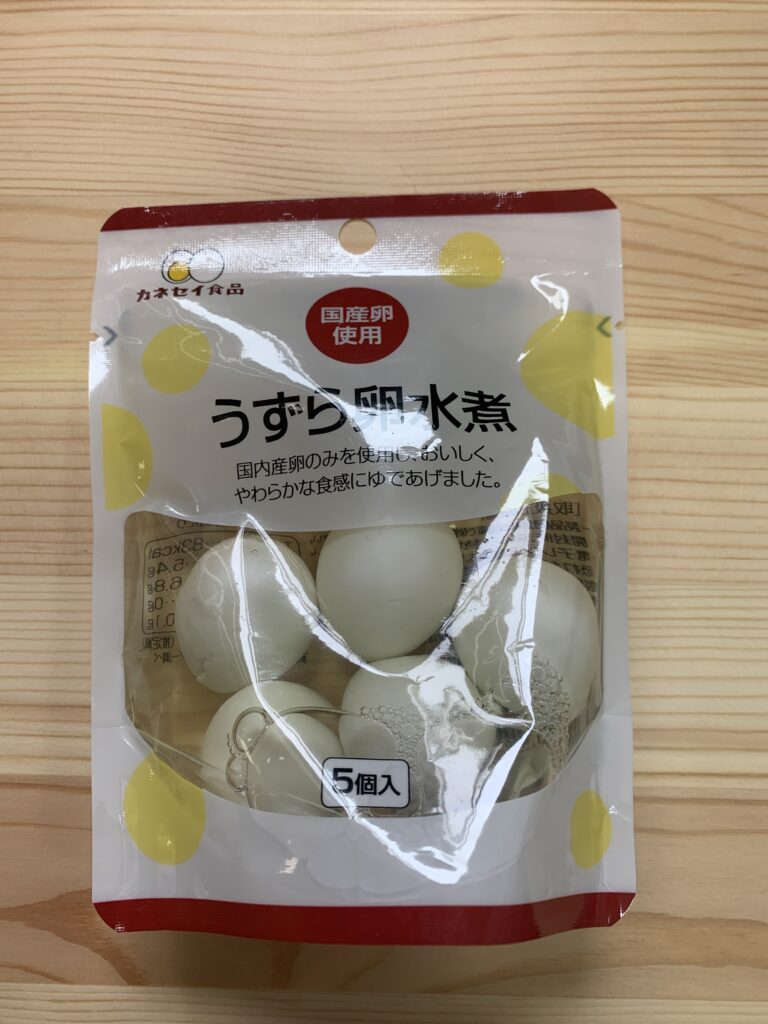 カネセイ食品
国産卵
使用
うずら卵水煮
国内産卵のみを使用し、おいしく、
やわらかな食感にゆであげました。
5個入